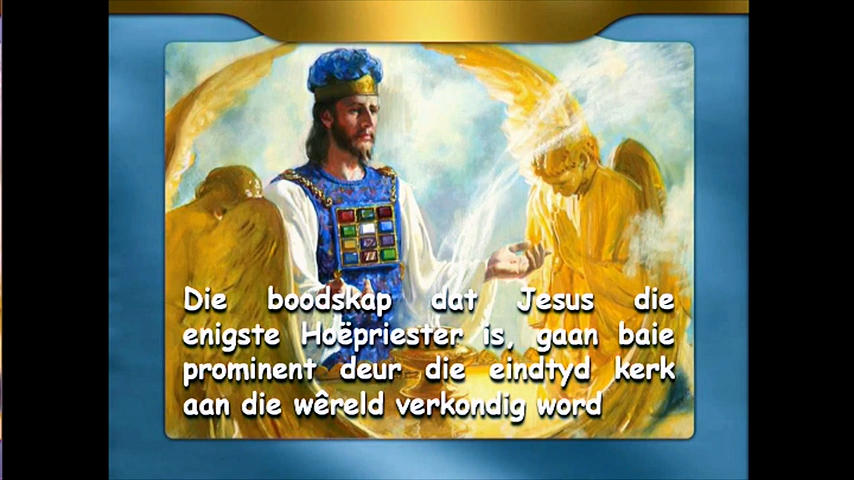 Die boodskap dat Jesus die
enigste Hoëpriester is, gaan baie
prominent deur die eindtyd kerk
aan die wêreld verkondig word